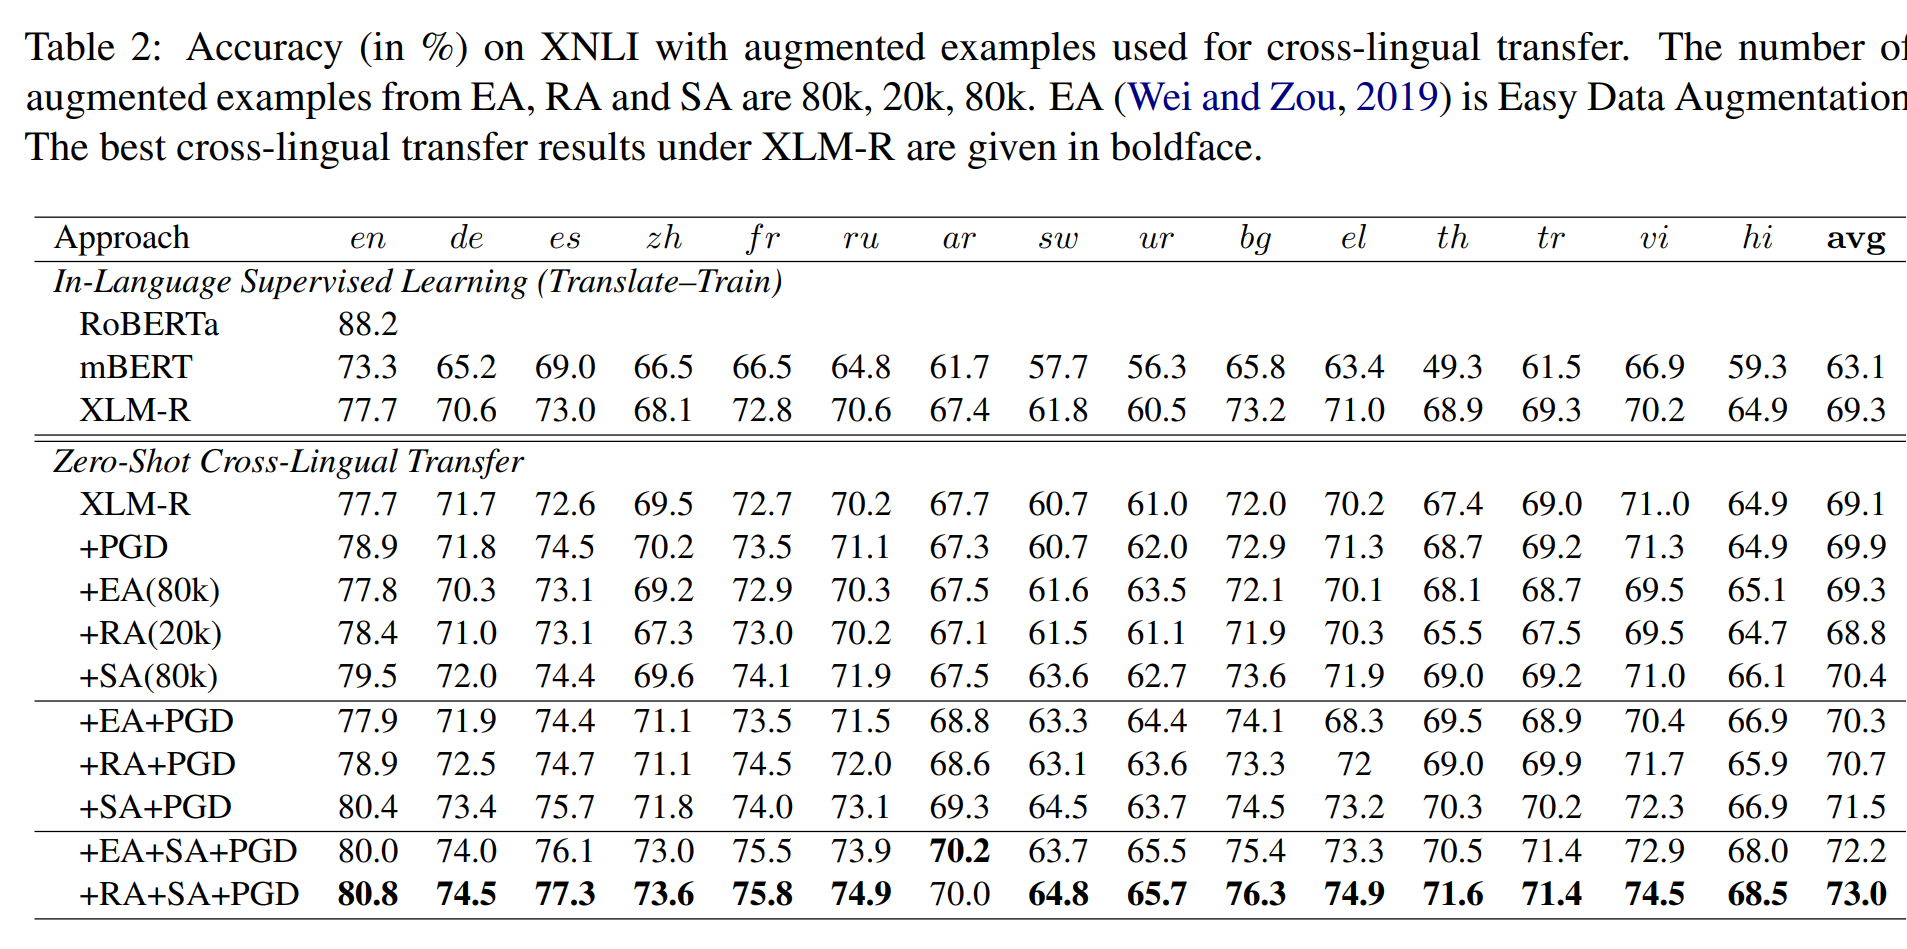 Table 2: Accuracy (in %) on XNLI with augmented examples used for cross-lingual transfer. The number of
augmented examples from EA, RA and SA are 80k, 20k, 80k. EA (Wei and Zou, 2019) is Easy Data Augmentation
The best cross-lingual transfer results under XLM-R are given in boldface.
Approach en de es zh fr ru ar sw ur bg el th tr vi hi avg
In-Language Supervised Learning (Translate–Train)
RoBERTa 88.2
mBERT 73.3 65.2 69.0 66.5 66.5 64.8 61.7 57.7 56.3 65.8 63.4 49.3 61.5 66.9 59.3 63.1
XLM-R 77.7 70.6 73.0 68.1 72.8 70.6 67.4 61.8 60.5 73.2 71.0 68.9 69.3 70.2 64.9 69.3
Zero-Shot Cross-Lingual Transfer
XLM-R 77.7 71.7 72.6 69.5 72.7 70.2 67.7 60.7 61.0 72.0 70.2 67.4 69.0 71..0 64.9 69.1
+PGD 78.9 71.8 74.5 70.2 73.5 71.1 67.3 60.7 62.0 72.9 71.3 68.7 69.2 71.3 64.9 69.9
+EA(80k) 77.8 70.3 73.1 69.2 72.9 70.3 67.5 61.6 63.5 72.1 70.1 68.1 68.7 69.5 65.1 69.3
+RA(20k) 78.4 71.0 73.1 67.3 73.0 70.2 67.1 61.5 61.1 71.9 70.3 65.5 67.5 69.5 64.7 68.8
+SA(80k) 79.5 72.0 74.4 69.6 74.1 71.9 67.5 63.6 62.7 73.6 71.9 69.0 69.2 71.0 66.1 70.4
+EA+PGD 77.9 71.9 74.4 71.1 73.5 71.5 68.8 63.3 64.4 74.1 68.3 69.5 68.9 70.4 66.9 70.3
+RA+PGD 78.9 72.5 74.7 71.1 74.5 72.0 68.6 63.1 63.6 73.3 72 69.0 69.9 71.7 65.9 70.7
+SA+PGD 80.4 73.4 75.7 71.8 74.0 73.1 69.3 64.5 63.7 74.5 73.2 70.3 70.2 72.3 66.9 71.5
+EA+SA+PGD 80.0 74.0 76.1 73.0 75.5 73.9 70.2 63.7 65.5 75.4 73.3 70.5 71.4 72.9 68.0 72.2
+RA+SA+PGD 80.8 74.5 77.3 73.6 75.8 74.9 70.0 64.8 65.7 76.3 74.9 71.6 71.4 74.5 68.5 73.0